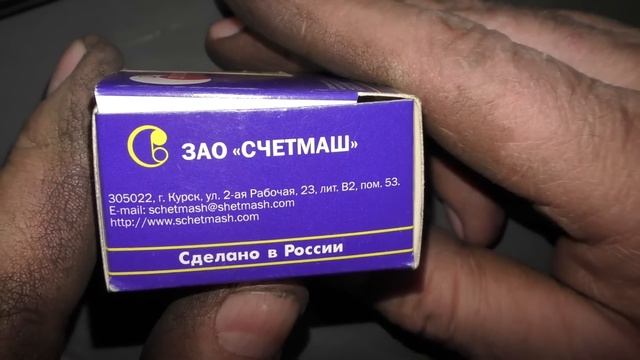 ЗАО «СЧЕТМАШ»
305022, г. Курск, ул. 2-ая Рабочая, 23, лит. В2, пом. 53.
E-mail: schetmash@shetmash.com
http://www.schetmash.com
Сделано в России